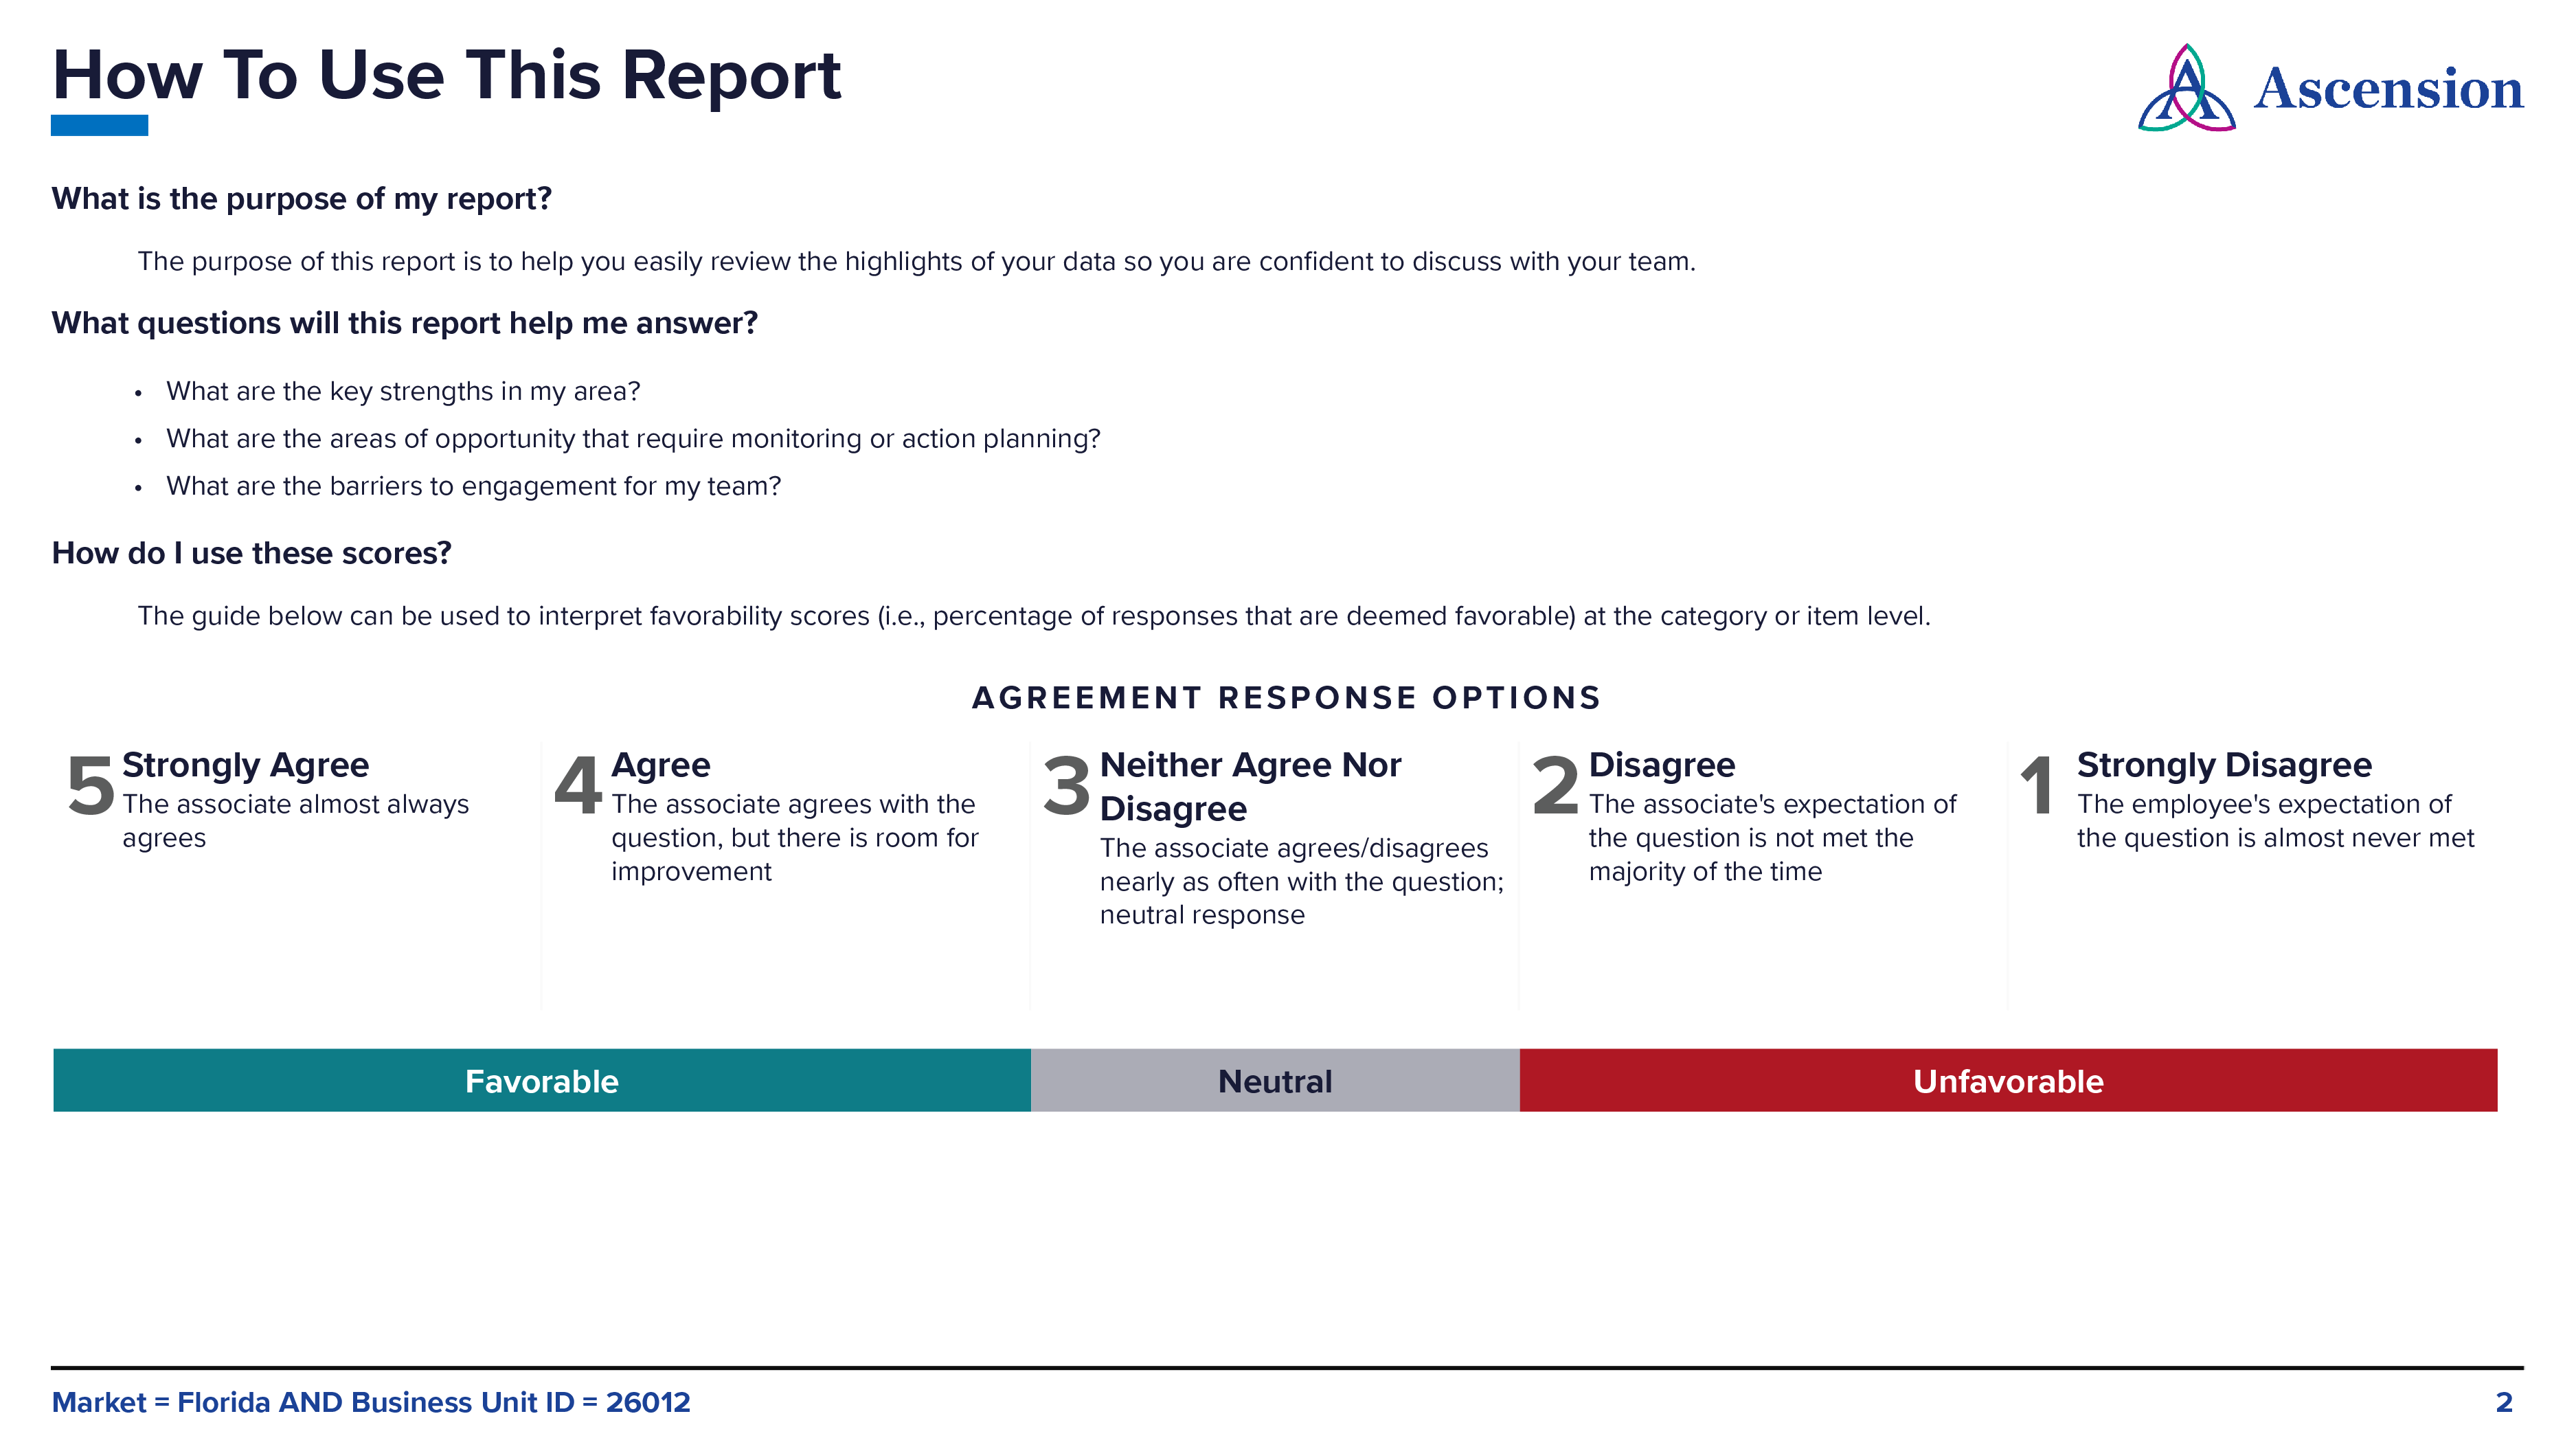 How To Use This Report
Ascension
What is the purpose of my report?
The purpose of this report is to help you easily review the highlights of your data so you are confident to discuss with your team.
What questions will this report help me answer?
• What are the key strengths in my area?
• What are the areas of opportunity that require monitoring or action planning?
• What are the barriers to engagement for my team?
How do I use these scores?
The guide below can be used to interpret favorability scores (i.e., percentage of responses that are deemed favorable) at the category or item level.
AGREEMENT RESPONSE OPTIONS
5 Strongly Agree
The associate almost always
agrees
4 Agree
The associate agrees with the
question, but there is room for
improvement
3 Neither Agree Nor
Disagree
The associate agrees/disagrees
nearly as often with the question;
neutral response
2 Disagree
The associate's expectation of
the question is not met the
majority of the time
1 Strongly Disagree
The employee's expectation of
the question is almost never met
Favorable
Neutral
Unfavorable
Market = Florida AND Business Unit ID = 26012
2